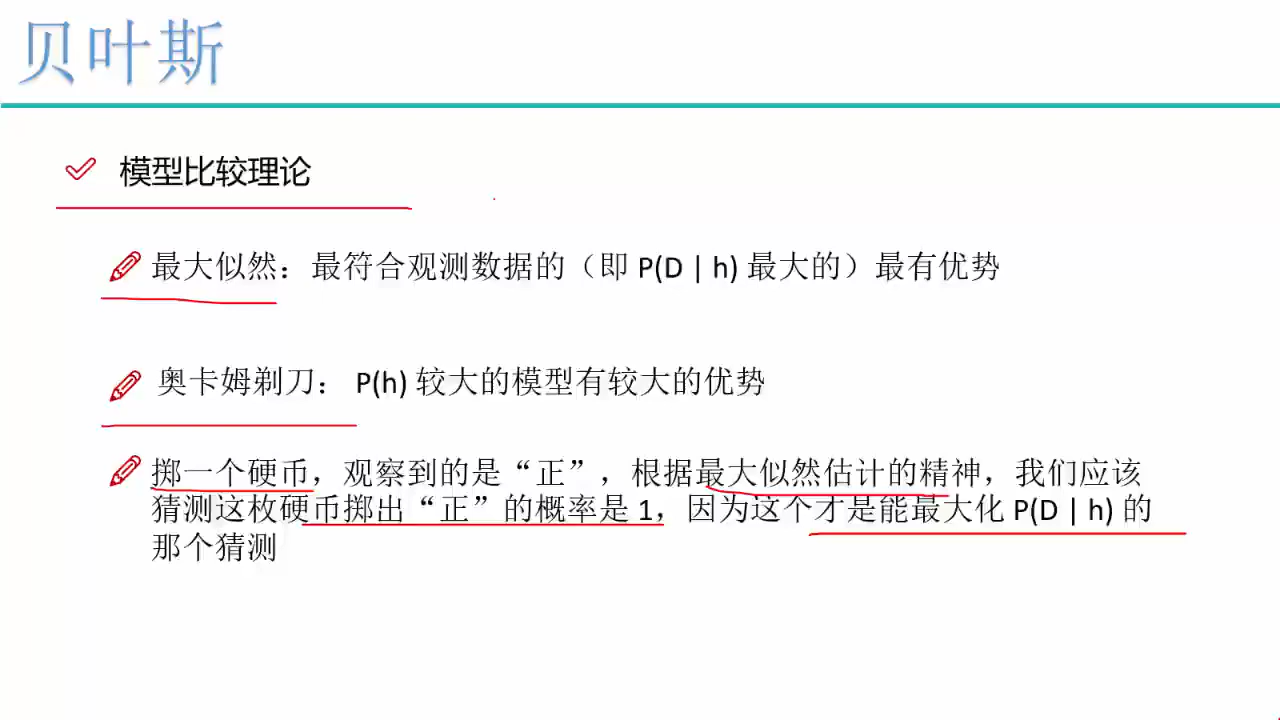 贝叶斯
模型比较理论
最大似然：最符合观测数据的（即 P(D | h) 最大的）最有优势
奥卡姆剃刀： P(h) 较大的模型有较大的优势
掷一个硬币，观察到的是“正”，根据最大似然估计的精神，我们应该
猜测这枚硬币掷出“正”的概率是 1，因为这个才是能最大化 P(D | h) 的
那个猜测